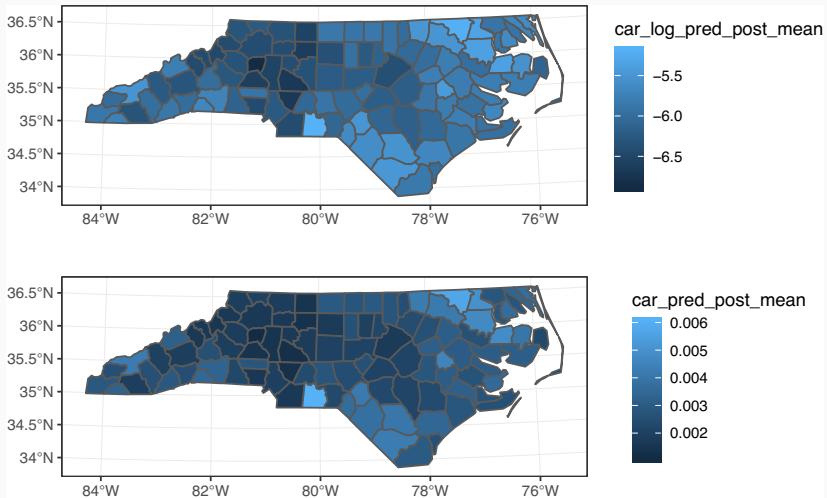 36.5°N
36°N
35.5°N
35°N
34.5°N
34°N
84°W 82°W 80°W 78°W 76°W
car_log_pred_post_mean
−5.5
−6.0
−6.5
36.5°N
36°N
35.5°N
35°N
34.5°N
34°N
84°W 82°W 80°W 78°W 76°W
car_pred_post_mean
0.006
0.005
0.004
0.003
0.002